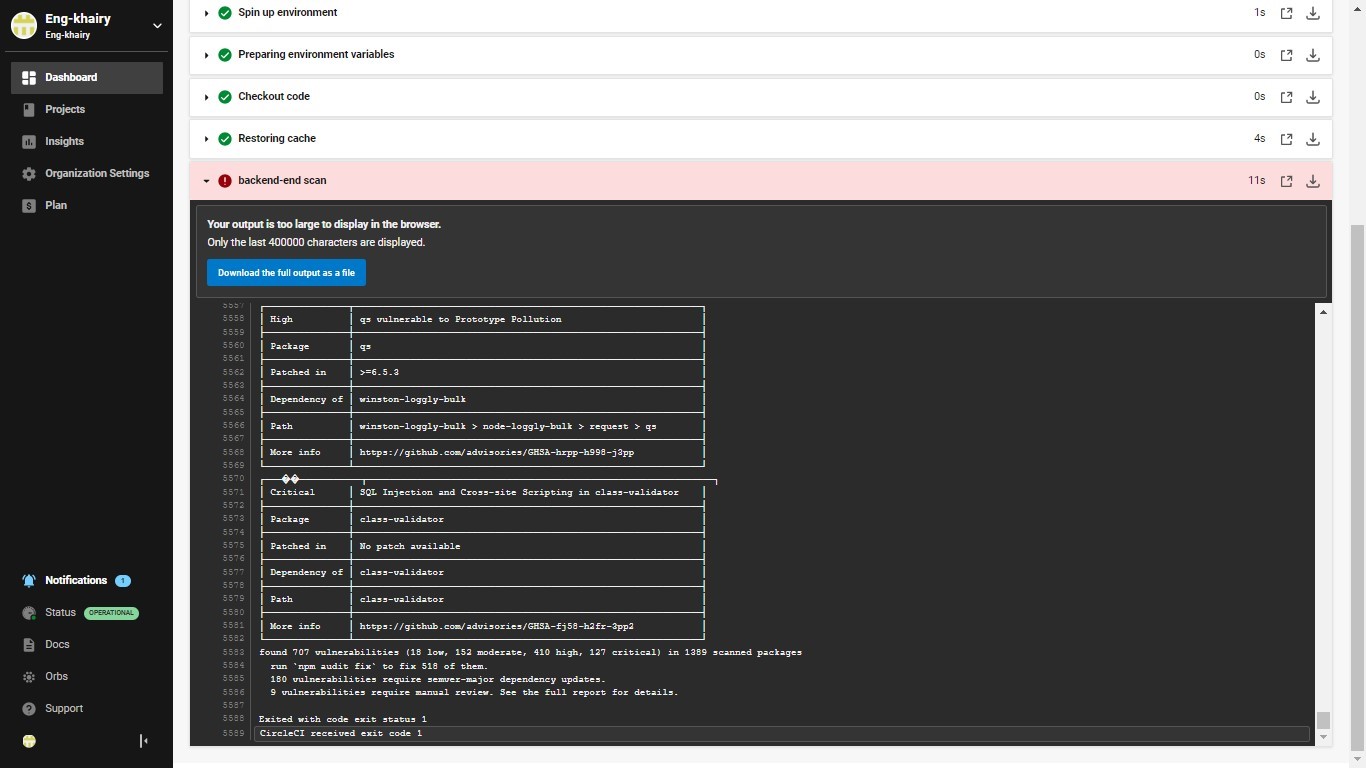 Eng-khairy
Eng-khairy
Dashboard
Projects
Insights
Organization Settings
Plan
Notifications 1
Status OPERATIONAL
Docs
Orbs
Support
Spin up environment 1s
Preparing environment variables 0s
Checkout code 0s
Restoring cache 4s
backend-end scan 11s
Your output is too large to display in the browser.
Only the last 400000 characters are displayed.
Download the full output as a file
5557
5558 High qs vulnerable to Prototype Pollution
5559
5560 Package qs
5561
5562 Patched in >=6.5.3
5563
5564 Dependency of winston-loggly-bulk
5565
5566 Path winston-loggly-bulk > node-loggly-bulk > request > qs
5567
5568 More info https://github.com/advisories/GHSA-hrpp-h998-j3pp
5569
5570 ��
5571 Critical SQL Injection and Cross-site Scripting in class-validator
5572
5573 Package class-validator
5574
5575 Patched in No patch available
5576
5577 Dependency of class-validator
5578
5579 Path class-validator
5580
5581 More info https://github.com/advisories/GHSA-fj58-h2fr-3pp2
5582
5583 found 707 vulnerabilities (18 low, 152 moderate, 410 high, 127 critical) in 1389 scanned packages
5584 run `npm audit fix` to fix 518 of them.
5585 180 vulnerabilities require semver-major dependency updates.
5586 9 vulnerabilities require manual review. See the full report for details.
5587
5588 Exited with code exit status 1
5589 CircleCI received exit code 1